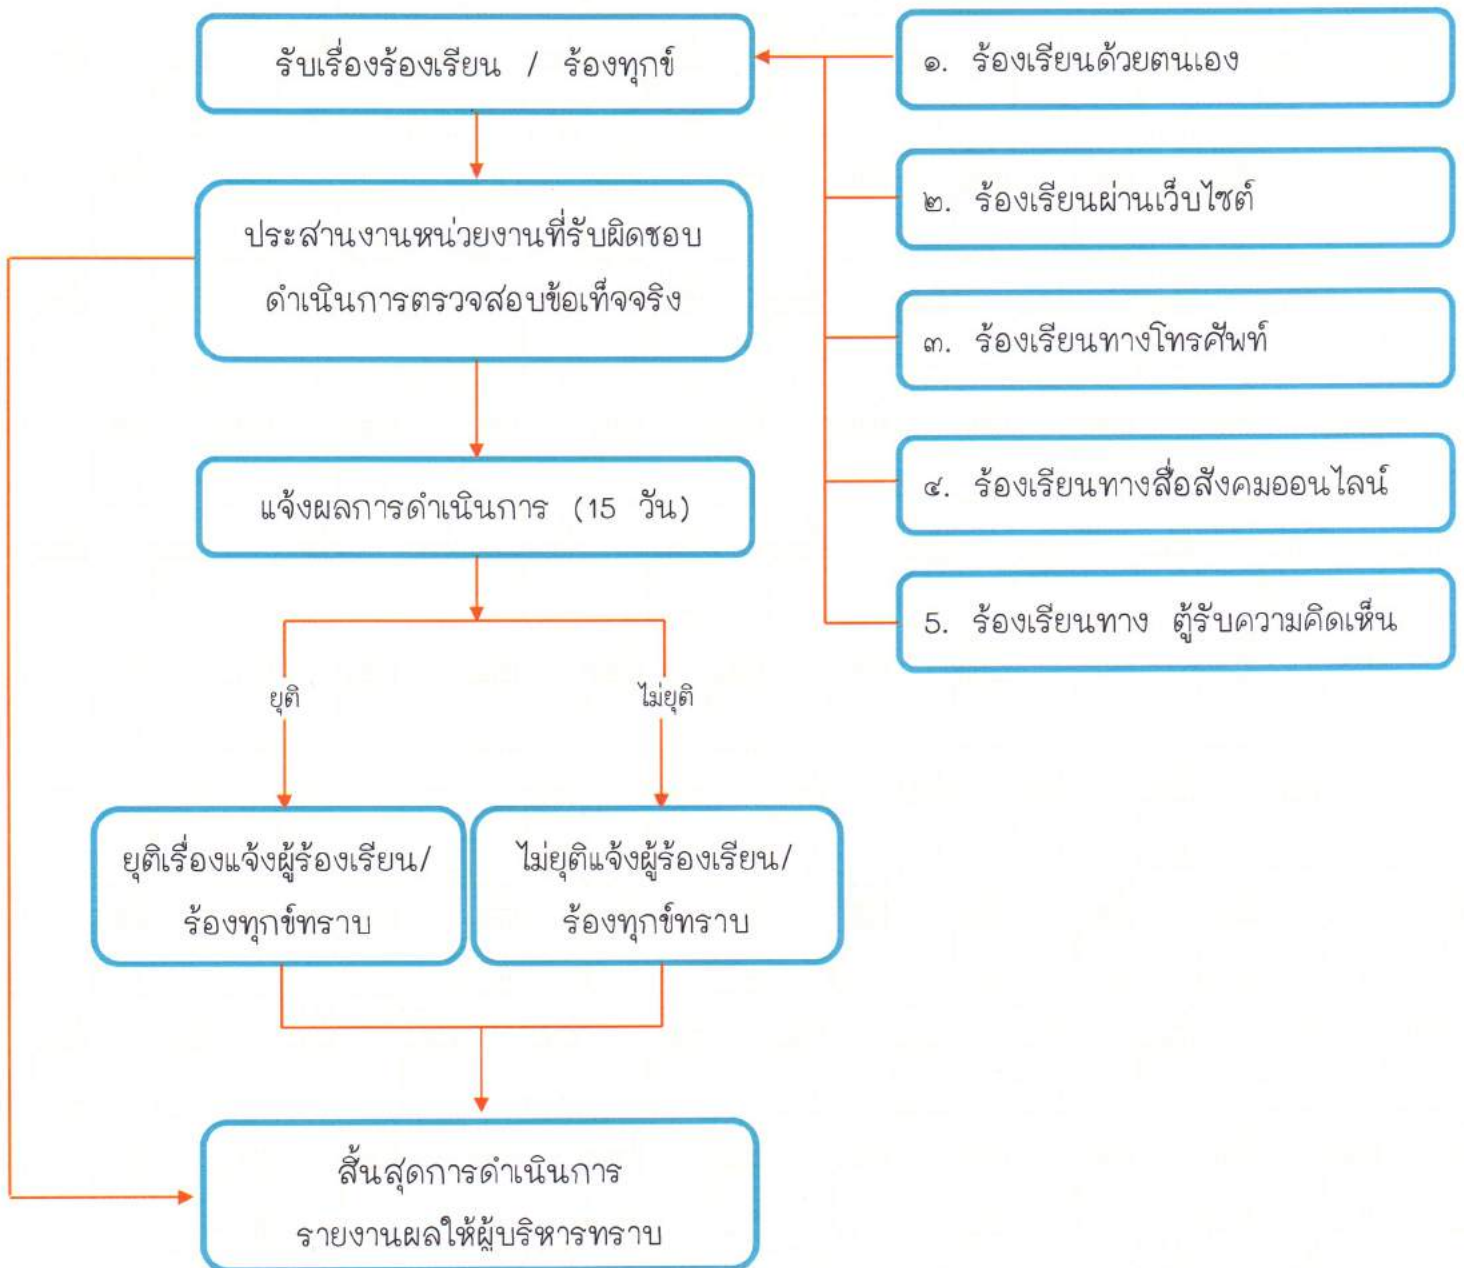 รับเรื่องร้องเรียน / ร้องทุกข์
๑. ร้องเรียนด้วยตนเอง
๒. ร้องเรียนผ่านเว็บไซต์
๓. ร้องเรียนทางโทรศัพท์
๔. ร้องเรียนทางสื่อสังคมออนไลน์
5. ร้องเรียนทาง ตู้รับความคิดเห็น
ประสานงานหน่วยงานที่รับผิดชอบ
ดำเนินการตรวจสอบข้อเท็จจริง
แจ้งผลการดำเนินการ (15 วัน)
ยุติ
ไม่ยุติ
ยุติเรื่องแจ้งผู้ร้องเรียน/
ร้องทุกข์ทราบ
ไม่ยุติแจ้งผู้ร้องเรียน/
ร้องทุกข์ทราบ
สิ้นสุดการดำเนินการ
รายงานผลให้ผู้บริหารทราบ